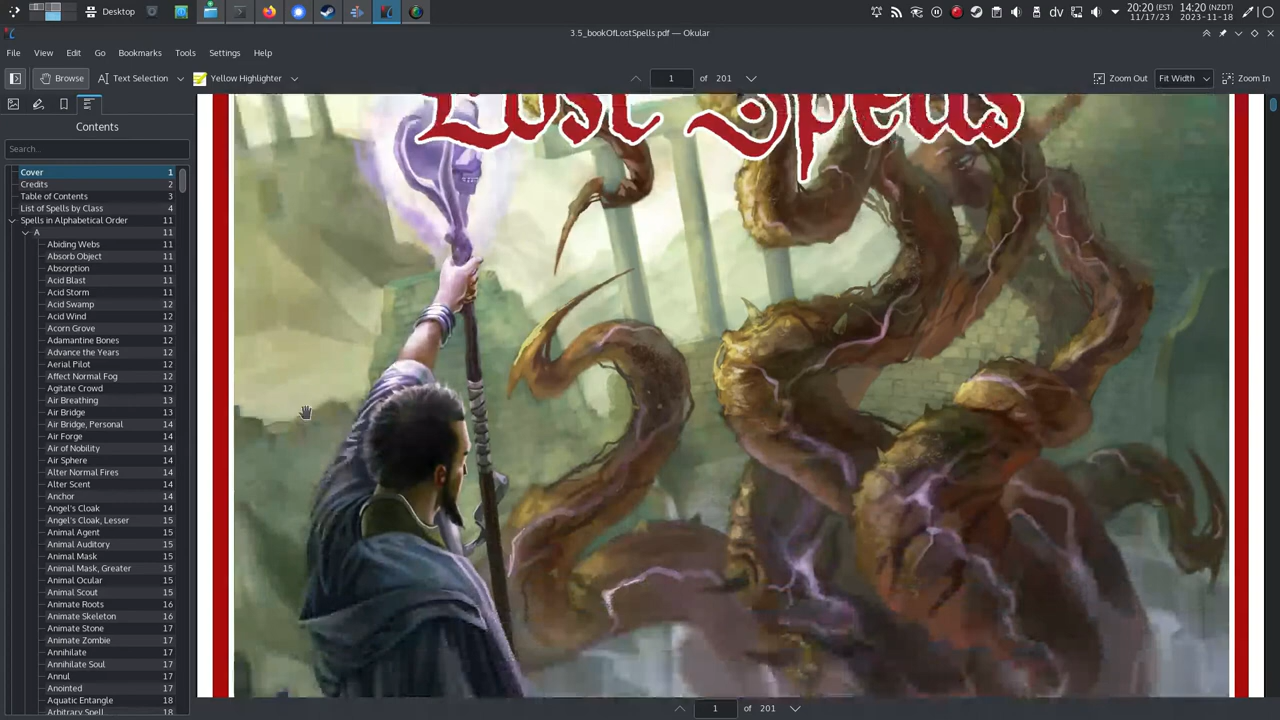 Desktop
dv
20:20 (EST)
11/17/23
14:20 (NZDT)
2023-11-18
3.5_bookOfLostSpells.pdf — Okular
File View Edit Go Bookmarks Tools Settings Help
Browse Text Selection Yellow Highlighter 1 of 201 Zoom Out Fit Width Zoom In
Contents
Search...
Cover 1
Credits 2
Table of Contents 3
List of Spells by Class 4
Spells in Alphabetical Order 11
A 11
Abiding Webs 11
Absorb Object 11
Absorption 11
Acid Blast 11
Acid Storm 11
Acid Swamp 12
Acid Wind 12
Acorn Grove 12
Adamantine Bones 12
Advance the Years 12
Aerial Pilot 12
Affect Normal Fog 12
Agitate Crowd 12
Air Breathing 13
Air Bridge 13
Air Bridge, Personal 14
Air Forge 14
Air of Nobility 14
Air Sphere 14
Alter Normal Fires 14
Alter Scent 14
Anchor 14
Angel's Cloak 14
Angel's Cloak, Lesser 15
Animal Agent 15
Animal Auditory 15
Animal Mask 15
Animal Mask, Greater 15
Animal Ocular 15
Animal Scout 15
Animate Roots 16
Animate Skeleton 16
Animate Stone 17
Animate Zombie 17
Annihilate 17
Annihilate Soul 17
Annul 17
Anointed 17
Aquatic Entangle 18
Arbitrary Spell 18
Lost Spells
1 of 201